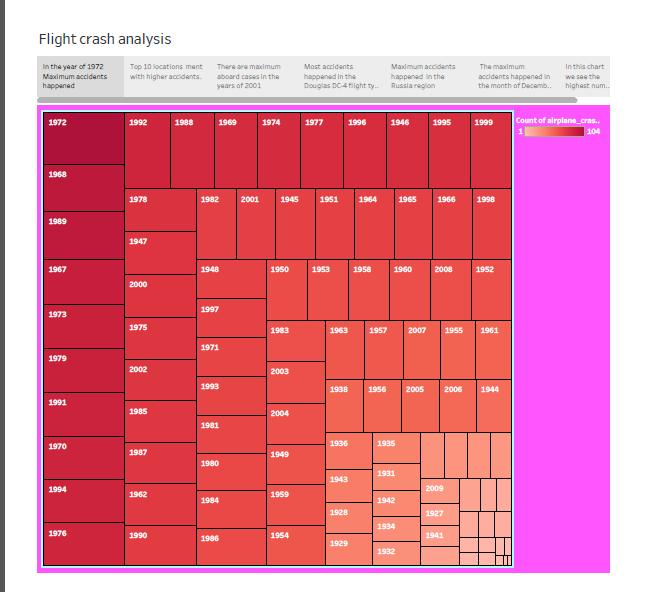 Flight crash analysis
In the year of 1972
Maximum accidents
happened
Top 10 locations ment
with higher accidents.
There are maximum
aboard cases in the
years of 2001
Most accidents
happened in the
Douglas DC-4 flight ty..
Maximum accidents
happened in the
Russia region
The maximum
accidents happened in
the month of Decemb..
In this chart
we see the
highest num..
Count of airplane_cras..
1 104
1972
1968
1989
1967
1973
1979
1991
1970
1994
1976
1992 1988 1969 1974 1977 1996 1946 1995 1999
1978
1947
2000
1975
2002
1985
1987
1962
1990
1982 2001 1945 1951 1964 1965 1966 1998
1948
1997
1971
1993
1981
1980
1984
1986
1950 1953 1958 1960 2008 1952
1983
2003
2004
1949
1959
1954
1963 1957 2007 1955 1961
1938 1956 2005 2006 1944
1936
1943
1928
1929
1935
1931
1942
1934
1932
2009
1927
1941